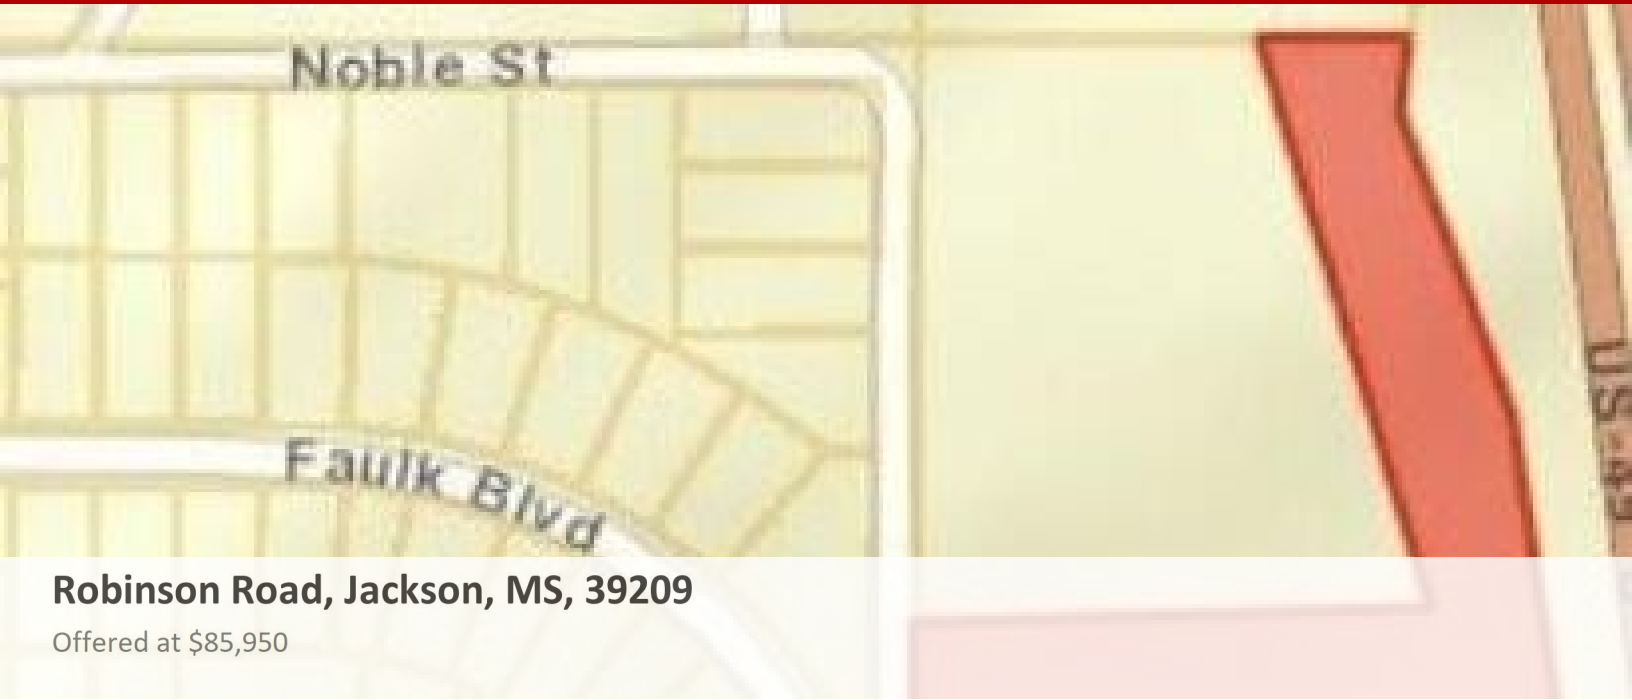 Noble St
Faulk Blvd
Robinson Road, Jackson, MS, 39209
Offered at $85,950